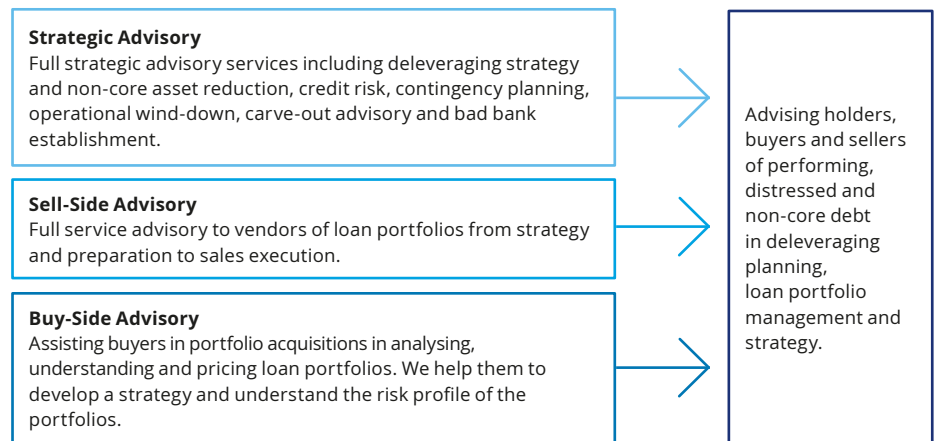 Strategic Advisory
Full strategic advisory services including deleveraging strategy
and non-core asset reduction, credit risk, contingency planning,
operational wind-down, carve-out advisory and bad bank
establishment.
Sell-Side Advisory
Full service advisory to vendors of loan portfolios from strategy
and preparation to sales execution.
Buy-Side Advisory
Assisting buyers in portfolio acquisitions in analysing,
understanding and pricing loan portfolios. We help them to
develop a strategy and understand the risk profile of the
portfolios.
Advising holders,
buyers and sellers
of performing,
distressed and
non-core debt
in deleveraging
planning,
loan portfolio
management and
strategy.